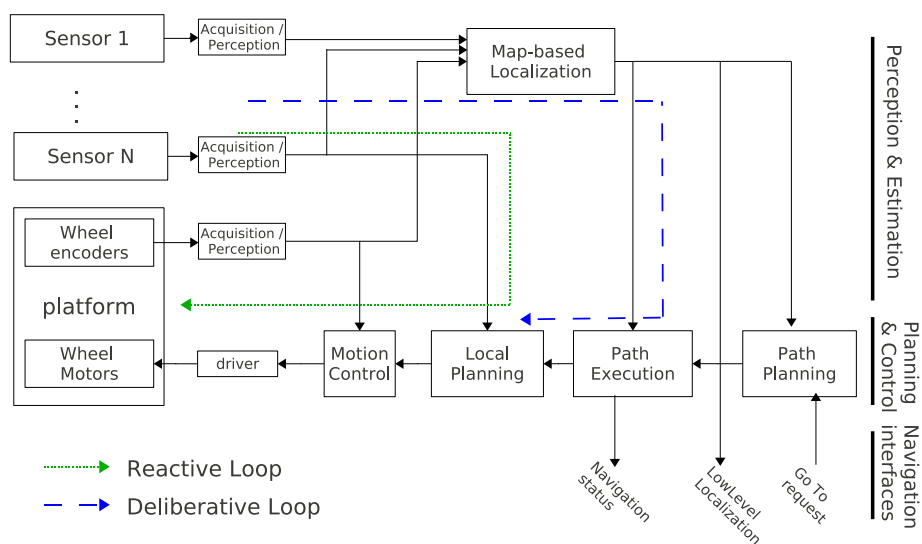 Sensor 1
Acquisition /
Perception
Map-based
Localization
Sensor N
Acquisition /
Perception
Wheel
encoders
Acquisition /
Perception
platform
Wheel
Motors
driver
Motion
Control
Local
Planning
Path
Execution
Path
Planning
Reactive Loop
Deliberative Loop
Navigation
status
LowLevel
Localization
Go To
request
Perception & Estimation
Planning
& Control
Navigation
interfaces